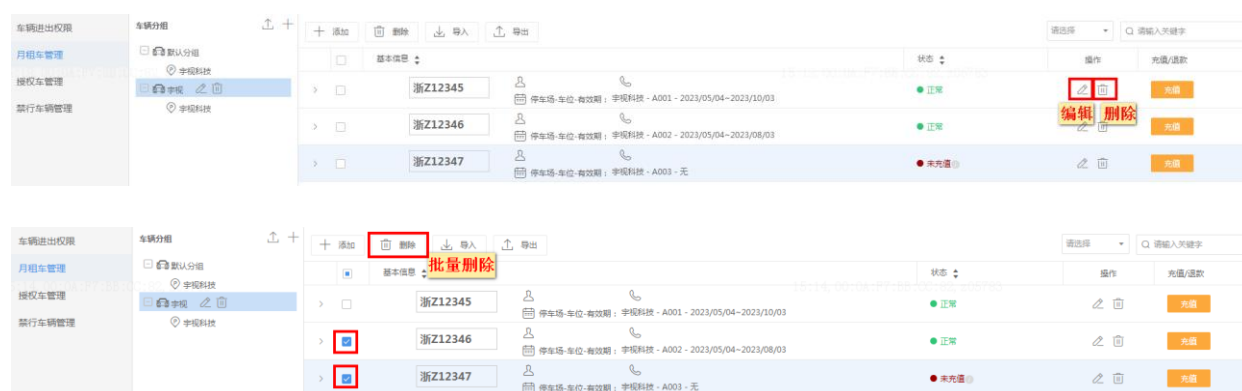 车辆进出权限
月租车管理
授权车管理
禁行车辆管理
车辆分组
默认分组
宇视科技
宇视
宇视科技
添加 删除 导入 导出
请选择 请输入关键字
基本信息 状态 操作 充值/退款
浙Z12345
停车场-车位-有效期： 宇视科技 - A001 - 2023/05/04~2023/10/03
正常 充值
编辑 删除
浙Z12346
停车场-车位-有效期： 宇视科技 - A002 - 2023/05/04~2023/08/03
正常 充值
浙Z12347
停车场-车位-有效期： 宇视科技 - A003 - 无
未充值 充值
车辆进出权限
月租车管理
授权车管理
禁行车辆管理
车辆分组
默认分组
宇视科技
宇视
宇视科技
添加 删除 导入 导出
批量删除
请选择 请输入关键字
基本信息 状态 操作 充值/退款
浙Z12345
停车场-车位-有效期： 宇视科技 - A001 - 2023/05/04~2023/10/03
正常 充值
浙Z12346
停车场-车位-有效期： 宇视科技 - A002 - 2023/05/04~2023/08/03
正常 充值
浙Z12347
停车场-车位-有效期： 宇视科技 - A003 - 无
未充值 充值